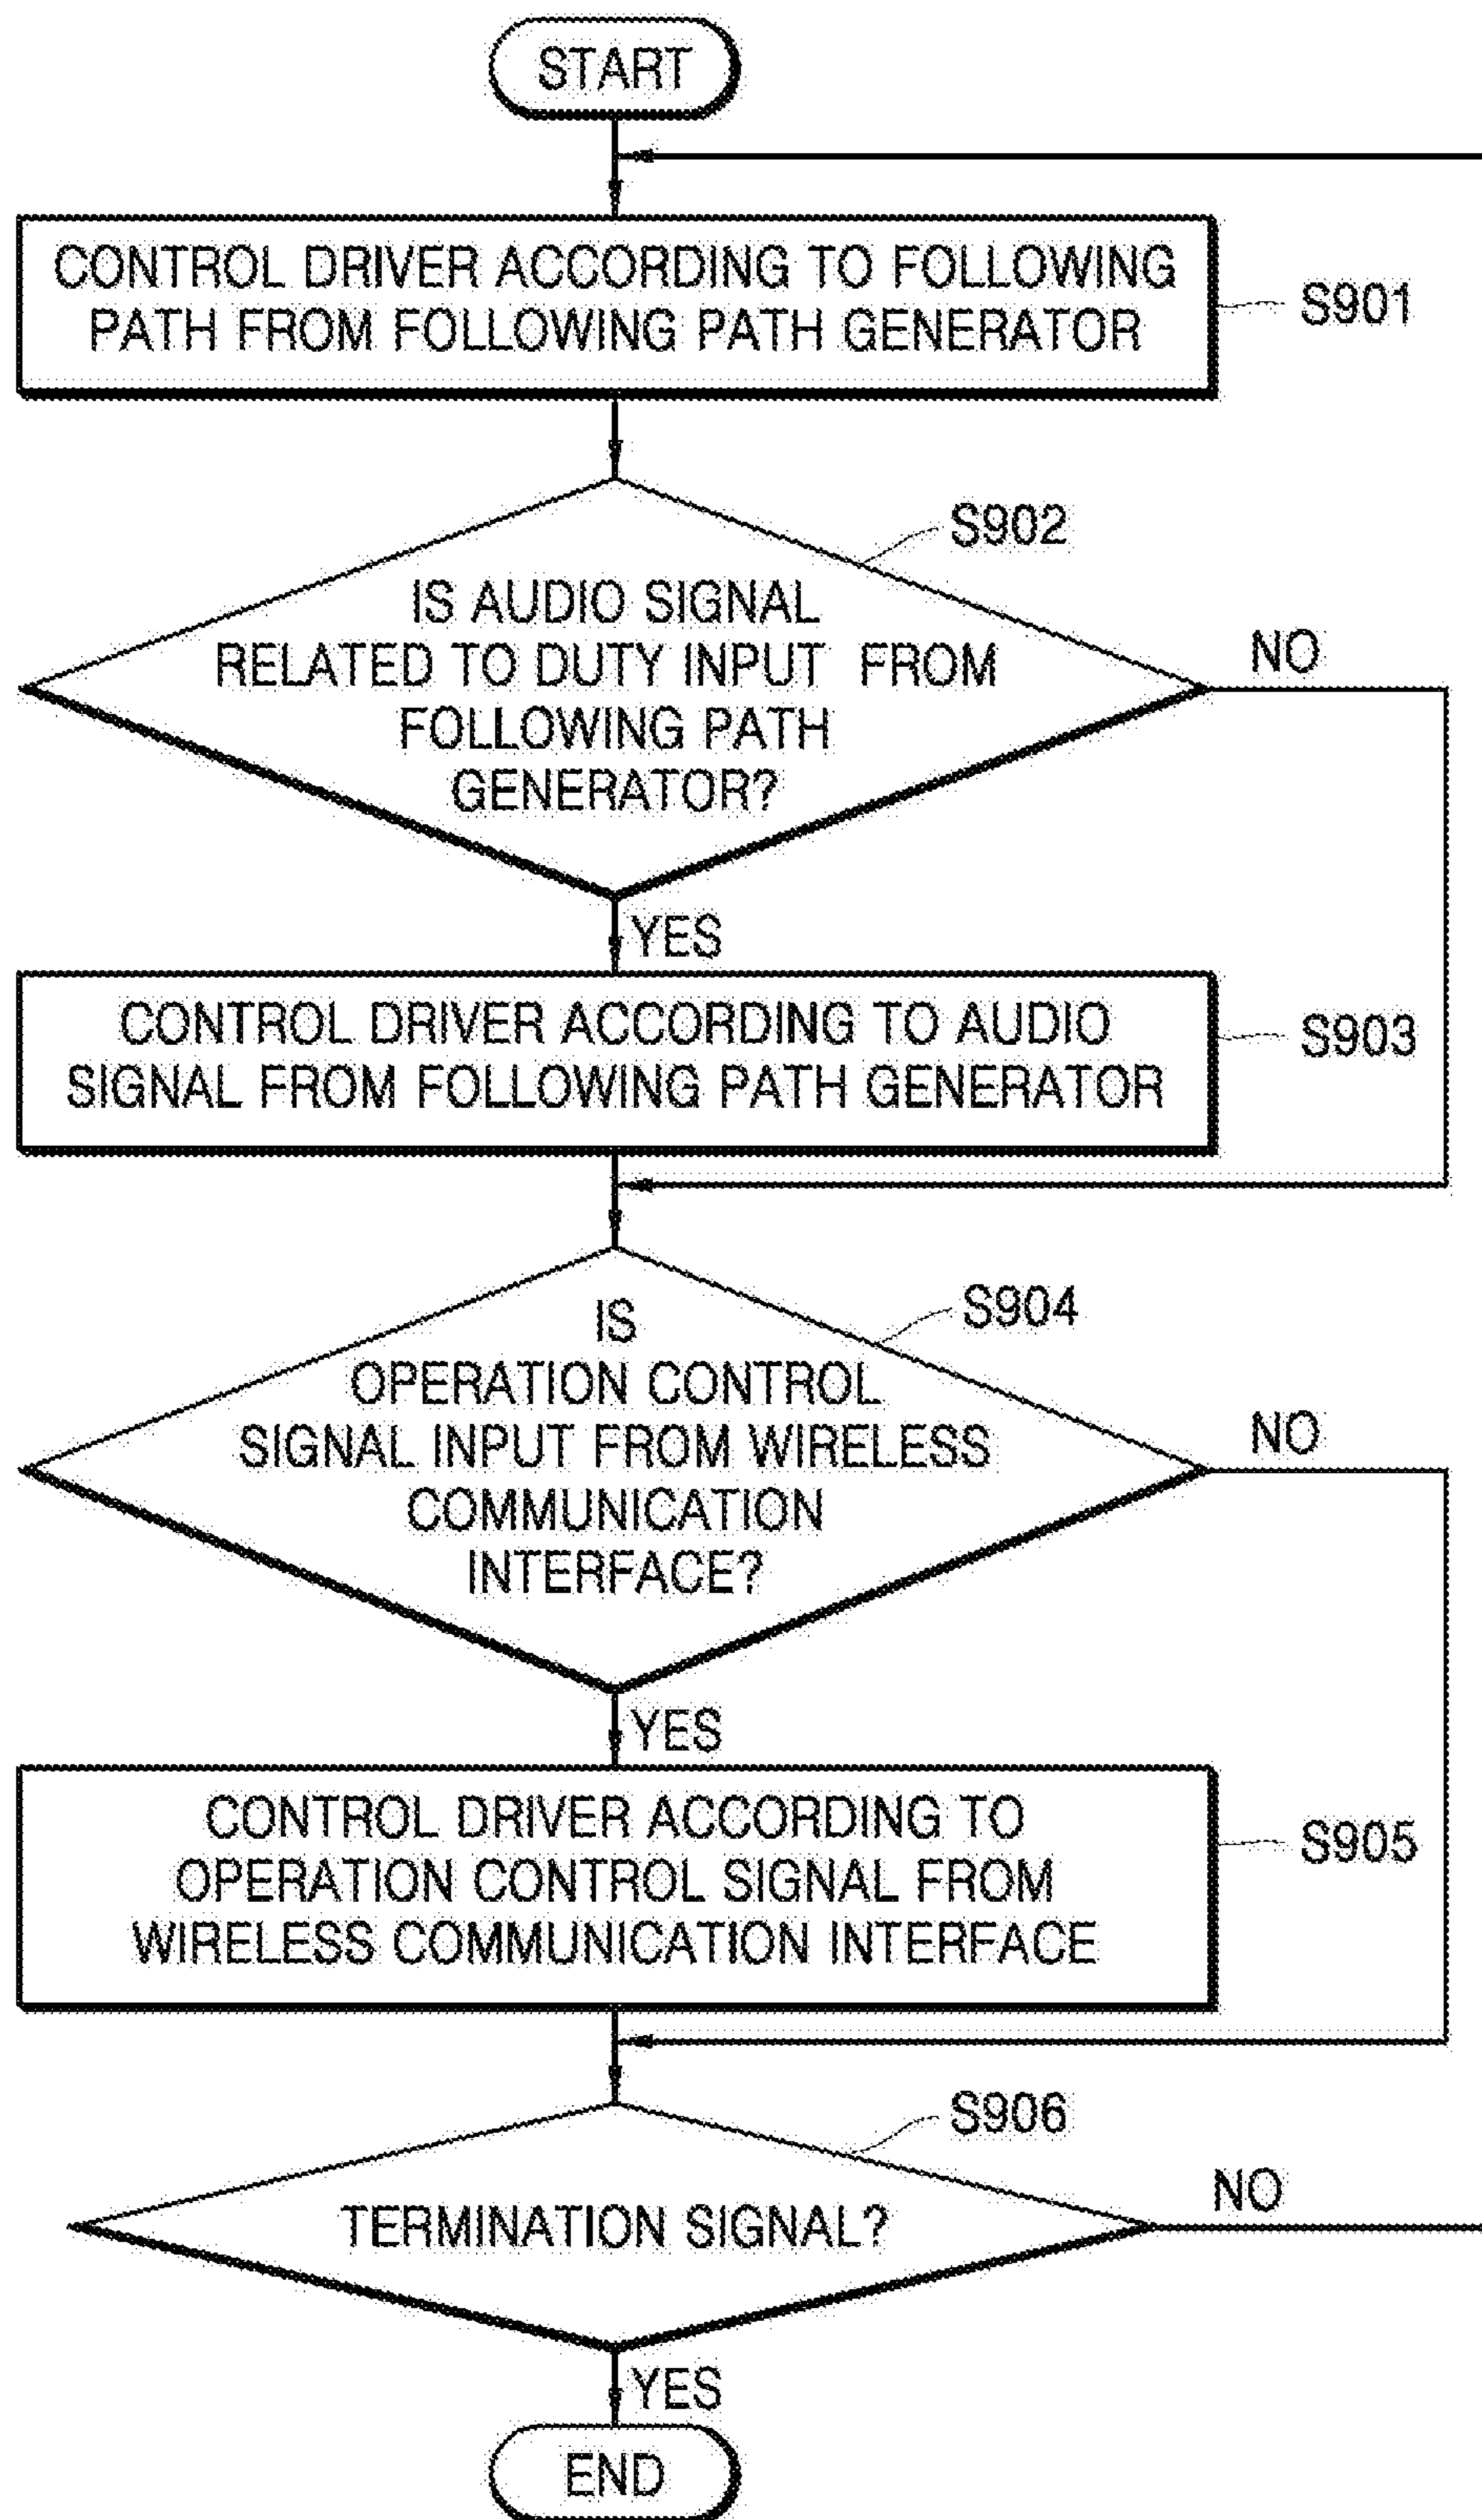 START
CONTROL DRIVER ACCORDING TO FOLLOWING
PATH FROM FOLLOWING PATH GENERATOR
S901
S902
IS AUDIO SIGNAL
RELATED TO DUTY INPUT FROM
FOLLOWING PATH
GENERATOR?
NO
YES
CONTROL DRIVER ACCORDING TO AUDIO
SIGNAL FROM FOLLOWING PATH GENERATOR
S903
S904
IS
OPERATION CONTROL
SIGNAL INPUT FROM WIRELESS
COMMUNICATION
INTERFACE?
NO
YES
CONTROL DRIVER ACCORDING TO
OPERATION CONTROL SIGNAL FROM
WIRELESS COMMUNICATION INTERFACE
S905
S906
TERMINATION SIGNAL?
NO
YES
END